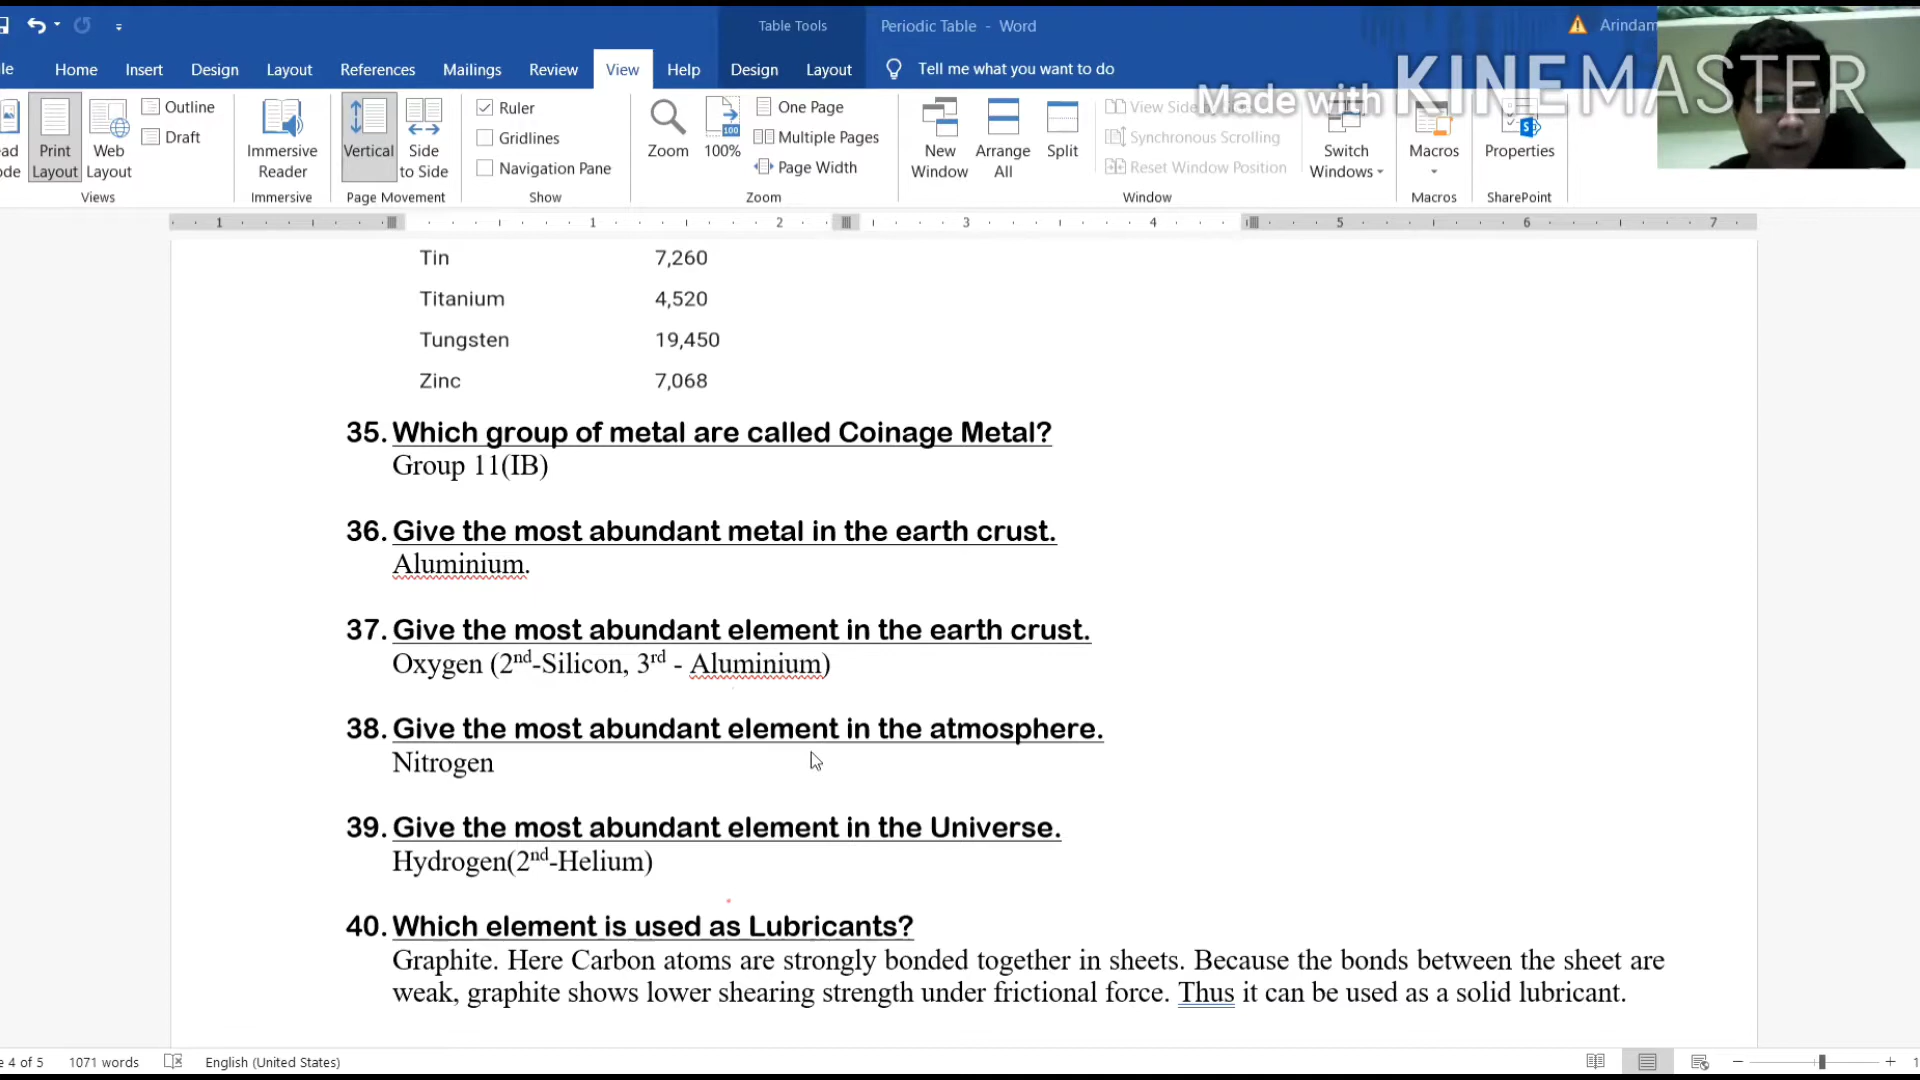 Table Tools
Periodic Table - Word
Arindam
Home Insert Design Layout References Mailings Review View Help Design Layout Tell me what you want to do
Made with KINEMASTER
Print Layout
Web Layout
Outline
Draft
Views
Immersive Reader
Immersive
Vertical
Side to Side
Page Movement
Ruler
Gridlines
Navigation Pane
Show
Zoom
100
100%
One Page
Multiple Pages
Page Width
Zoom
New Window
Arrange All
Split
View Side
Synchronous Scrolling
Reset Window Position
Window
Switch Windows
Macros
Macros
Properties
SharePoint
1 1 2 3 4 5 6 7
Tin 7,260
Titanium 4,520
Tungsten 19,450
Zinc 7,068
35. Which group of metal are called Coinage Metal?
Group 11(IB)
36. Give the most abundant metal in the earth crust.
Aluminium.
37. Give the most abundant element in the earth crust.
Oxygen (2nd-Silicon, 3rd - Aluminium)
38. Give the most abundant element in the atmosphere.
Nitrogen
39. Give the most abundant element in the Universe.
Hydrogen(2nd-Helium)
40. Which element is used as Lubricants?
Graphite. Here Carbon atoms are strongly bonded together in sheets. Because the bonds between the sheet are
weak, graphite shows lower shearing strength under frictional force. Thus it can be used as a solid lubricant.
4 of 5 1071 words English (United States)